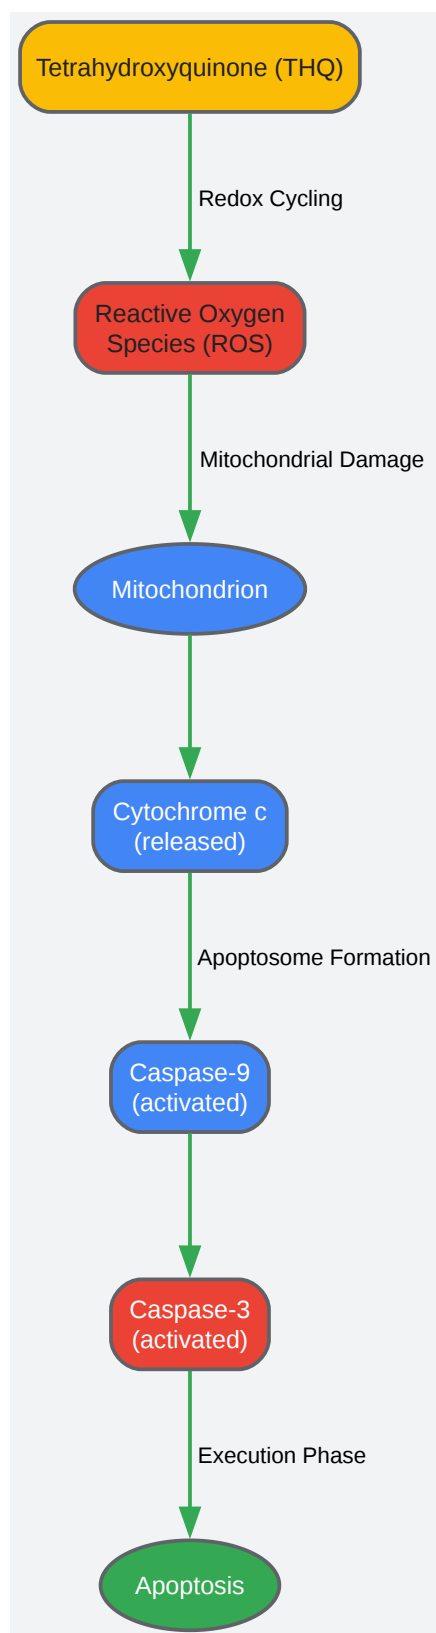 Tetrahydroxyquinone (THQ)
Redox Cycling
Reactive Oxygen
Species (ROS)
Mitochondrial Damage
Mitochondrion
Cytochrome c
(released)
Apoptosome Formation
Caspase-9
(activated)
Caspase-3
(activated)
Execution Phase
Apoptosis